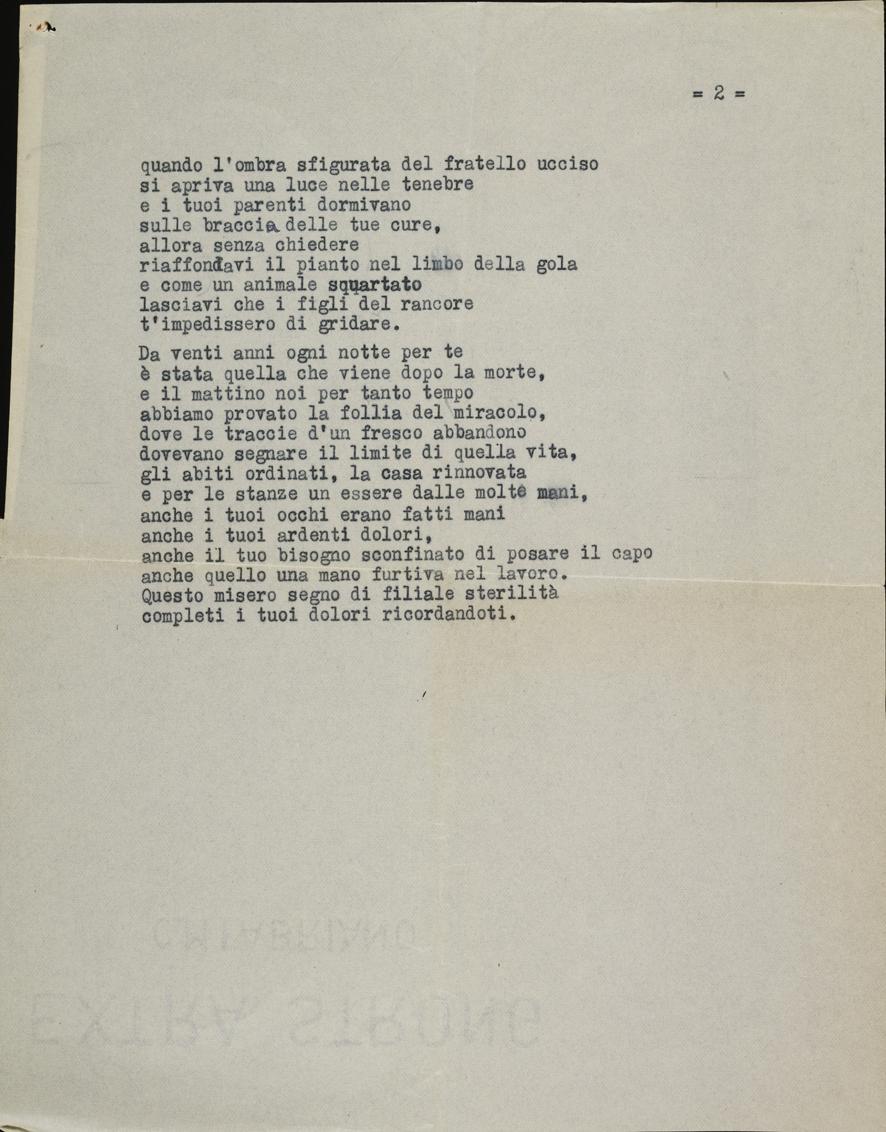 = 2 =
quando l'ombra sfigurata del fratello ucciso
si apriva una luce nelle tenebre
e i tuoi parenti dormivano
sulle braccia delle tue cure,
allora senza chiedere
riaffondavi il pianto nel limbo della gola
e come un animale squartato
lasciavi che i figli del rancore
t'impedissero di gridare.
Da venti anni ogni notte per te
è stata quella che viene dopo la morte,
e il mattino noi per tanto tempo
abbiamo provato la follia del miracolo,
dove le traccie d'un fresco abbandono
dovevano segnare il limite di quella vita,
gli abiti ordinati, la casa rinnovata
e per le stanze un essere dalle molte mani,
anche i tuoi occhi erano fatti mani
anche i tuoi ardenti dolori,
anche il tuo bisogno sconfinato di posare il capo
anche quello una mano furtiva nel lavoro.
Questo misero segno di filiale sterilità
completi i tuoi dolori ricordandoti.
C.M.FABRIANO
EXTRA STRONG